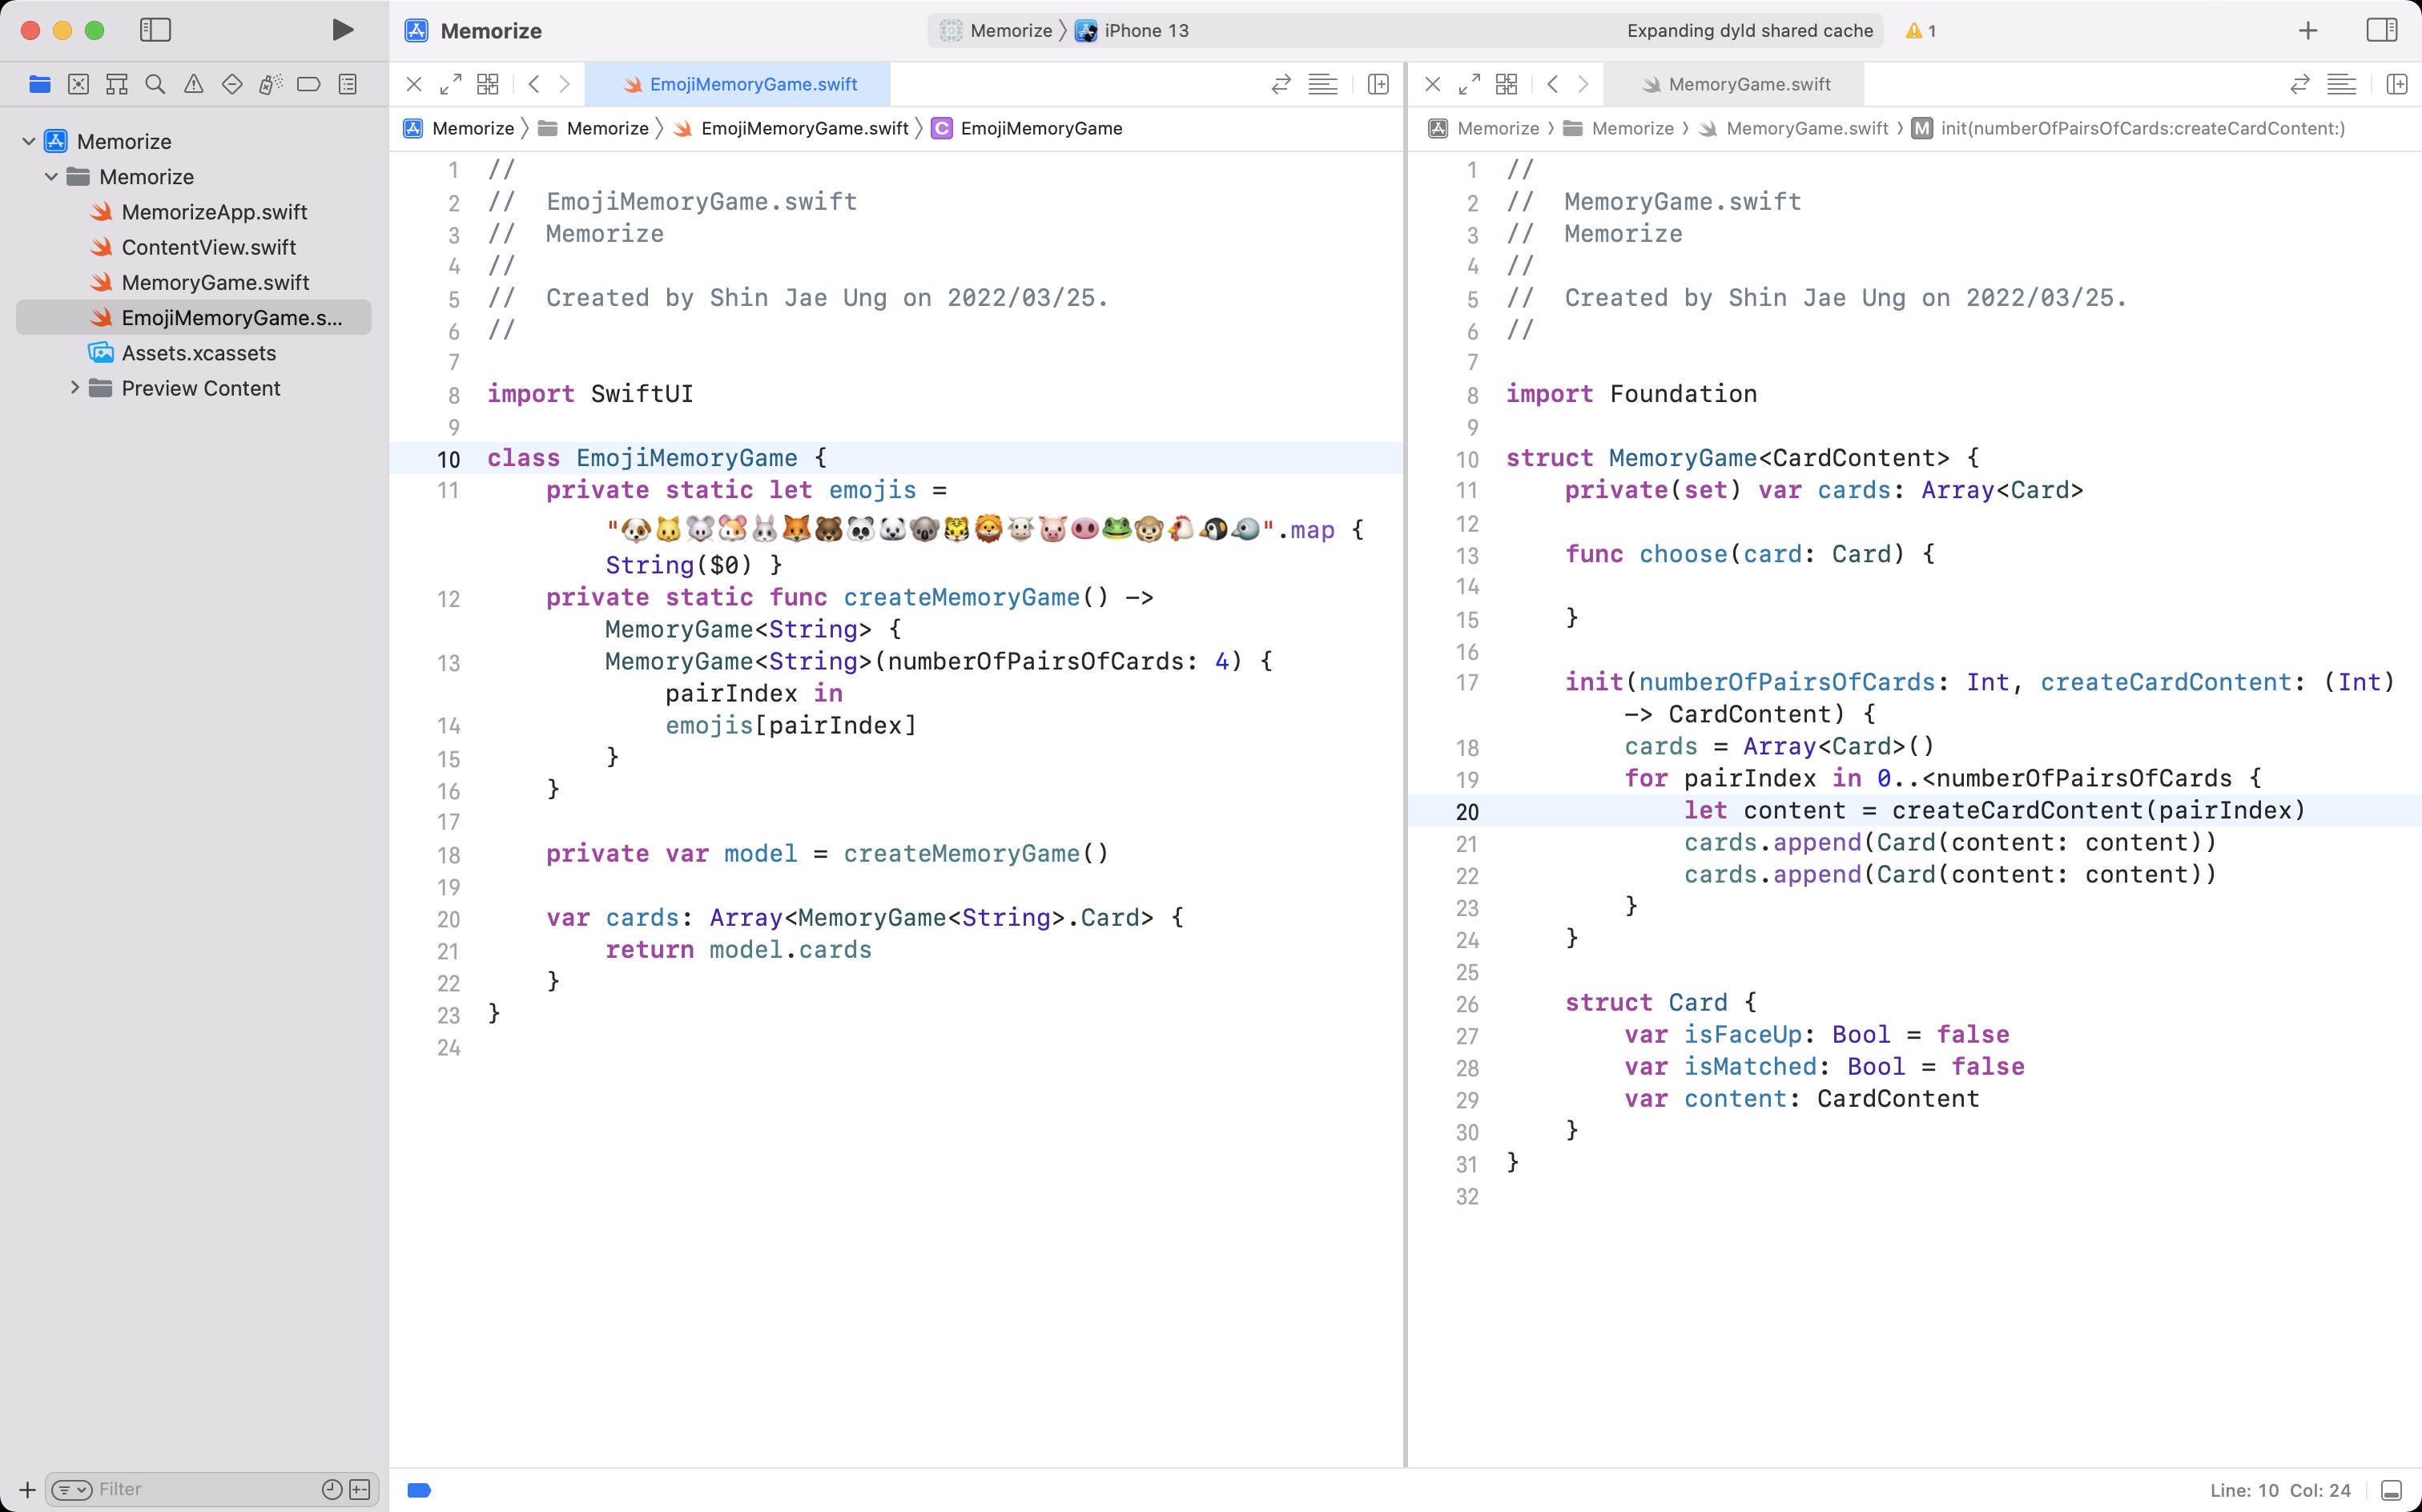 Memorize
Memorize 〉 iPhone 13
Expanding dyld shared cache
1
EmojiMemoryGame.swift
MemoryGame.swift
Memorize 〉 Memorize 〉 EmojiMemoryGame.swift 〉 C EmojiMemoryGame
Memorize 〉 Memorize 〉 MemoryGame.swift 〉 M init(numberOfPairsOfCards:createCardContent:)
Memorize
Memorize
MemorizeApp.swift
ContentView.swift
MemoryGame.swift
EmojiMemoryGame.s...
Assets.xcassets
Preview Content
1 //
2 //  EmojiMemoryGame.swift
3 //  Memorize
4 //
5 //  Created by Shin Jae Ung on 2022/03/25.
6 //
7
8 import SwiftUI
9
10 class EmojiMemoryGame {
11     private static let emojis =
"🐶🐱🐭🐹🐰🦊🐻🐼🐻‍❄️🐨🐯🦁🐮🐷🐽🐸🐵🐔🐧🐦".map {
String($0) }
12     private static func createMemoryGame() ->
MemoryGame<String> {
13         MemoryGame<String>(numberOfPairsOfCards: 4) {
pairIndex in
14             emojis[pairIndex]
15         }
16     }
17
18     private var model = createMemoryGame()
19
20     var cards: Array<MemoryGame<String>.Card> {
21         return model.cards
22     }
23 }
24
1 //
2 //  MemoryGame.swift
3 //  Memorize
4 //
5 //  Created by Shin Jae Ung on 2022/03/25.
6 //
7
8 import Foundation
9
10 struct MemoryGame<CardContent> {
11     private(set) var cards: Array<Card>
12
13     func choose(card: Card) {
14
15     }
16
17     init(numberOfPairsOfCards: Int, createCardContent: (Int)
-> CardContent) {
18         cards = Array<Card>()
19         for pairIndex in 0..<numberOfPairsOfCards {
20             let content = createCardContent(pairIndex)
21             cards.append(Card(content: content))
22             cards.append(Card(content: content))
23         }
24     }
25
26     struct Card {
27         var isFaceUp: Bool = false
28         var isMatched: Bool = false
29         var content: CardContent
30     }
31 }
32
Filter
Line: 10  Col: 24